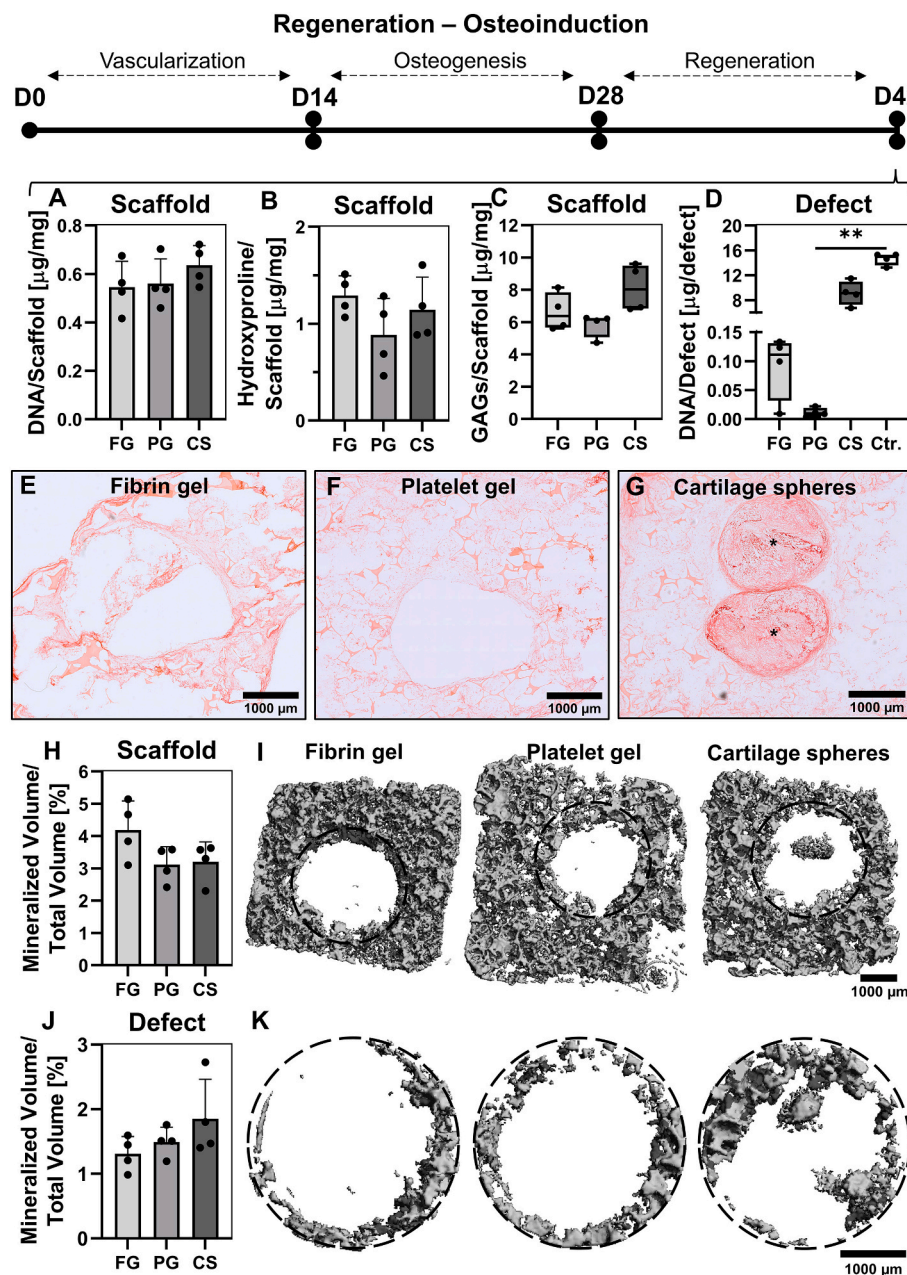 Regeneration – Osteoinduction
Vascularization Osteogenesis Regeneration
D0 D14 D28 D4
A Scaffold
DNA/Scaffold [µg/mg]
0.8
0.6
0.4
0.2
0.0
FG PG CS
B Scaffold
Hydroxyproline/
Scaffold [µg/mg]
2
1
0
FG PG CS
C Scaffold
GAGs/Scaffold [µg/mg]
12
10
8
6
4
2
0
FG PG CS
D Defect
DNA/Defect [µg/defect]
**
20
16
12
8
0.15
0.10
0.05
0.00
FG PG CS Ctr.
E Fibrin gel
1000 µm
F Platelet gel
1000 µm
G Cartilage spheres
*
*
1000 µm
H Scaffold
Mineralized Volume/
Total Volume [%]
6
5
4
3
2
1
0
FG PG CS
I Fibrin gel Platelet gel Cartilage spheres
1000 µm
J Defect
Mineralized Volume/
Total Volume [%]
3
2
1
0
FG PG CS
K
1000 µm